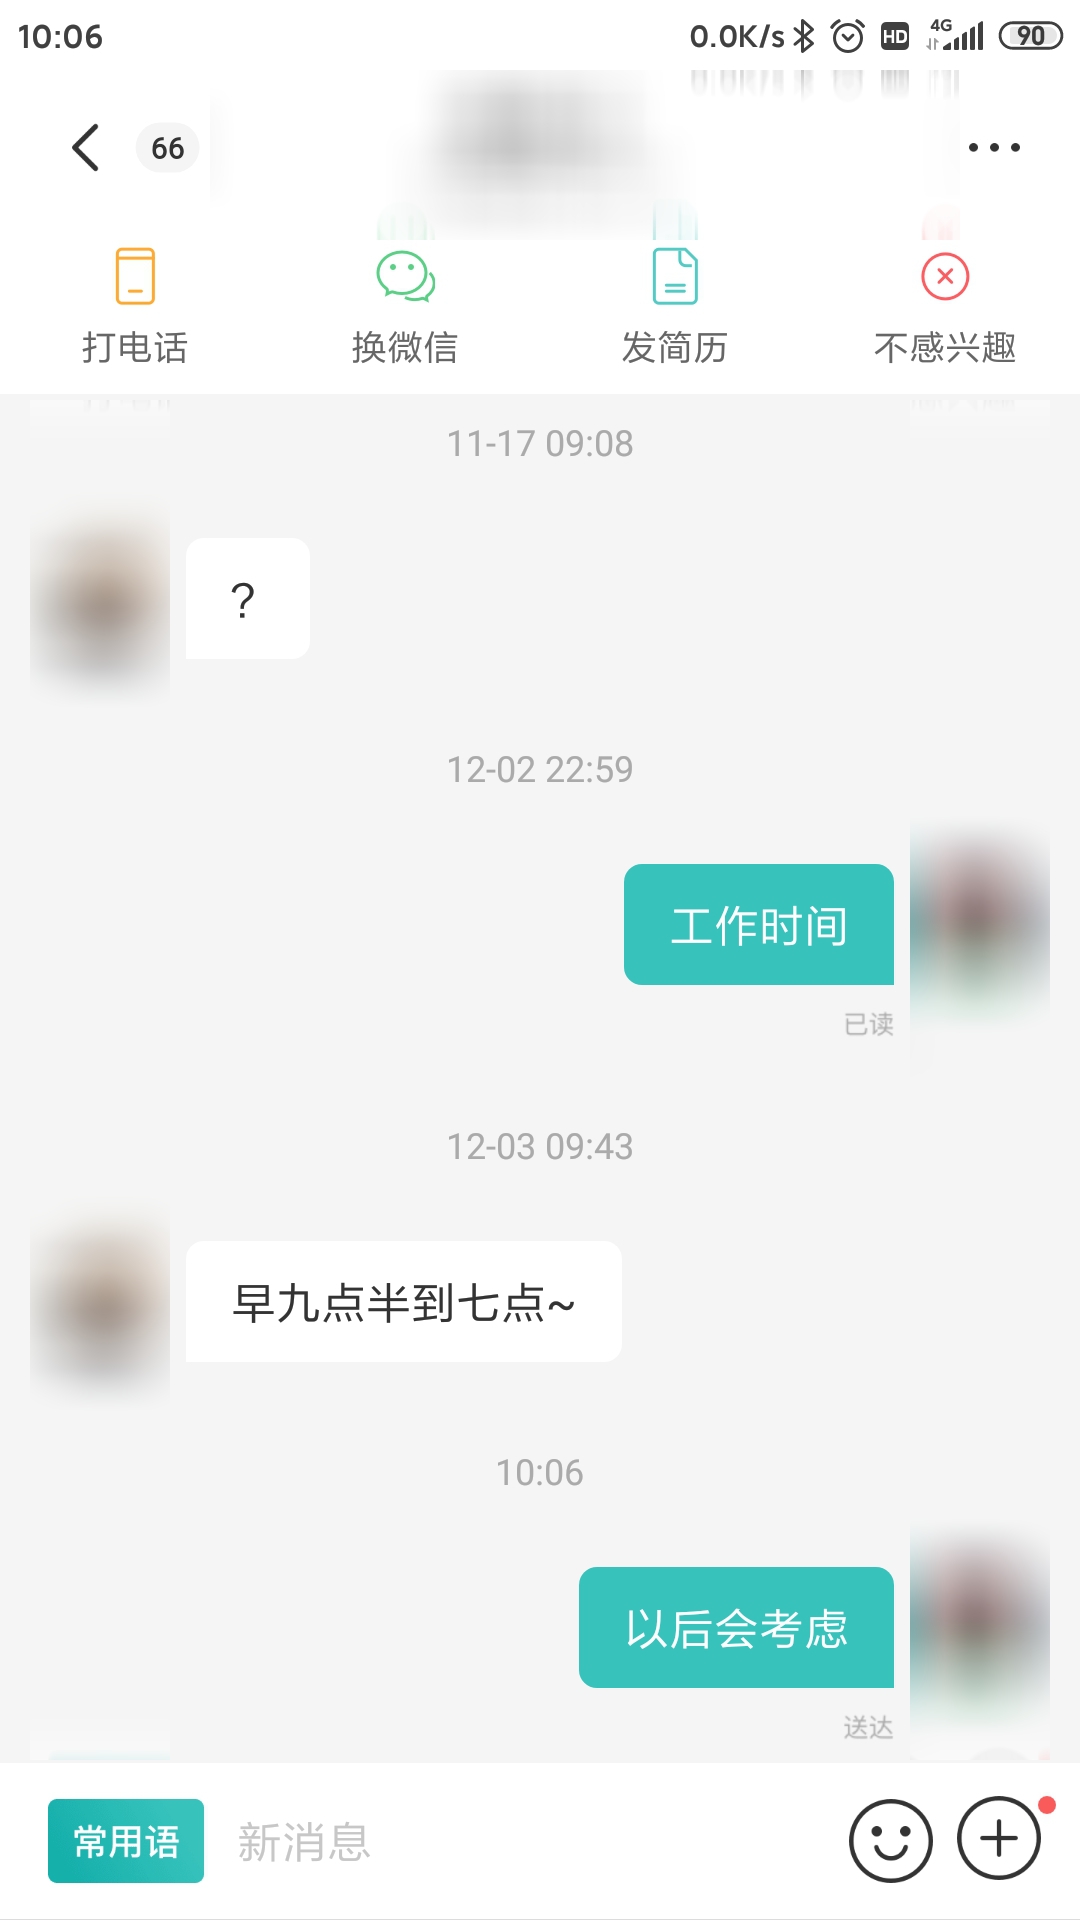 10:06 0.0K/s HD 4G 90
66
打电话 换微信 发简历 不感兴趣
11-17 09:08
?
12-02 22:59
工作时间
已读
12-03 09:43
早九点半到七点~
10:06
以后会考虑
送达
常用语 新消息